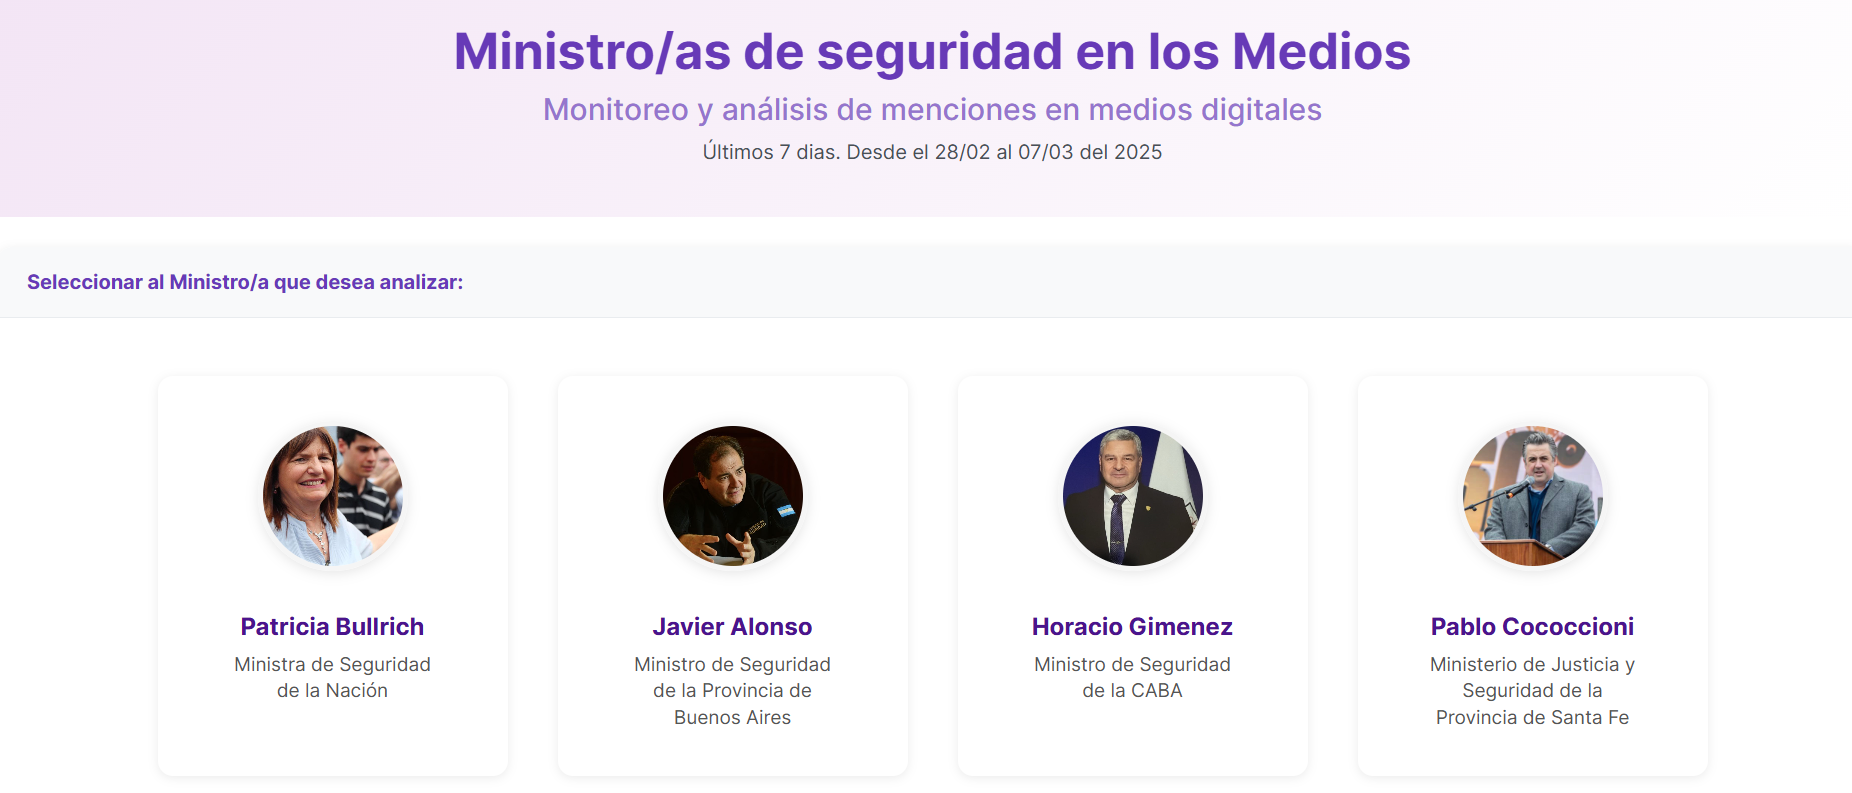 Ministro/as de seguridad en los Medios
Monitoreo y análisis de menciones en medios digitales
Últimos 7 dias. Desde el 28/02 al 07/03 del 2025
Seleccionar al Ministro/a que desea analizar:
Patricia Bullrich
Ministra de Seguridad
de la Nación
Javier Alonso
Ministro de Seguridad
de la Provincia de
Buenos Aires
Horacio Gimenez
Ministro de Seguridad
de la CABA
Pablo Cococcioni
Ministerio de Justicia y
Seguridad de la
Provincia de Santa Fe